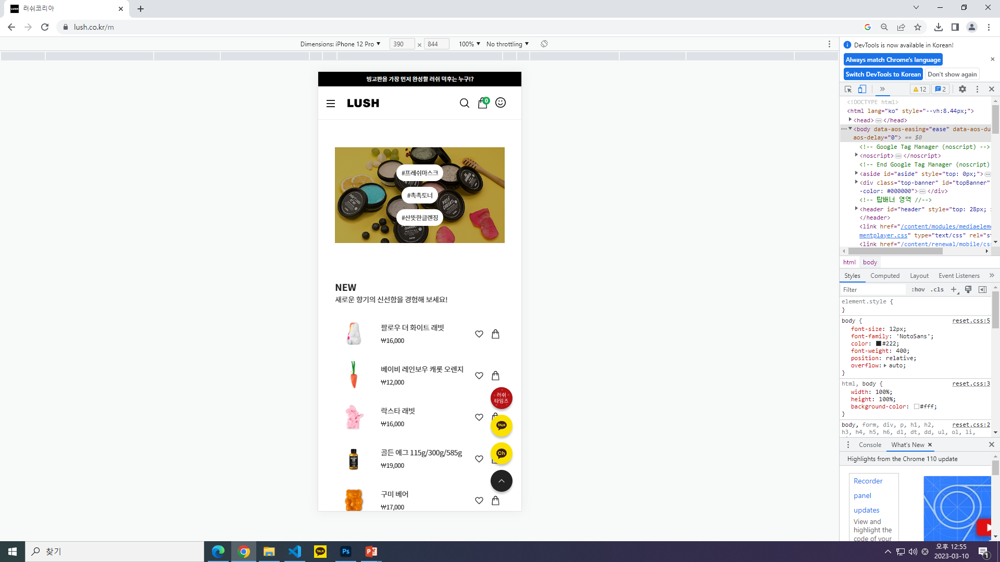 러쉬코리아
lush.co.kr/m
Dimensions: iPhone 12 Pro
390 × 844
100%
No throttling
빙고판을 가장 먼저 완성할 러쉬 덕후는 누구!?
LUSH
0
#프레쉬마스크
#촉촉토너
#산뜻한클렌징
NEW
새로운 향기의 신선함을 경험해 보세요!
팔로우 더 화이트 래빗
₩16,000
베이비 레인보우 캐롯 오렌지
₩12,000
락스타 래빗
₩16,000
골든 에그 115g/300g/585g
₩19,000
구미 베어
₩17,000
러쉬
타임즈
TALK
Ch
DevTools is now available in Korean!
Always match Chrome's language
Switch DevTools to Korean
Don't show again
12
2
<!DOCTYPE html>
<html lang="ko" style="--vh:8.44px;">
<head>…</head>
<body data-aos-easing="ease" data-aos-du
aos-delay="0"> == $0
<!-- Google Tag Manager (noscript) -->
<noscript>…</noscript>
<!-- End Google Tag Manager (noscript)
<aside id="aside" style="top: 0px;">…
<div class="top-banner" id="topBanner"
-color: #000000">…</div>
<!-- 탑배너 영역 //-->
<header id="header" style="top: 28px;
</header>
<link href="/content/modules/mediaelem
mentplayer.css" type="text/css" rel="st
<link href="/content/renewal/mobile/css
html body
Styles Computed Layout Event Listeners
Filter
:hov .cls
element.style {
}
body { reset.css:5
font-size: 12px;
font-family: 'NotoSans';
color: #222;
font-weight: 400;
position: relative;
overflow: auto;
}
html, body { reset.css:3
width: 100%;
height: 100%;
background-color: #fff;
}
body, form, div, p, h1, h2, reset.css:2
h3, h4, h5, h6, dl, dt, dd, ul, ol, li,
Console What's New
Highlights from the Chrome 110 update
Recorder
panel
updates
View and
highlight the
code of your
찾기
오후 12:55
2023-03-10
1